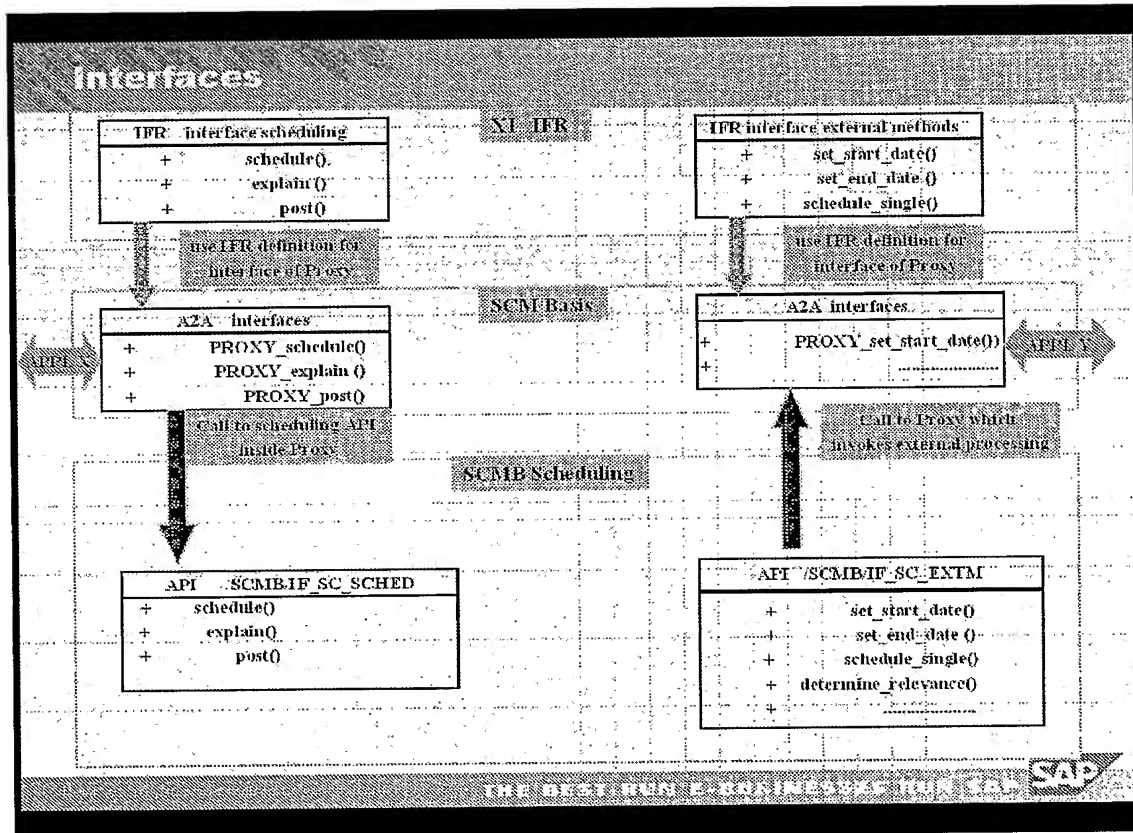 interfaces
XI - IFR
IFR interface scheduling
+ schedule()
+ explain ()
+ post()
IFR interface external methods
+ set_start_date()
+ set_end_date ()
+ schedule_single()
use IFR definition for
interface of Proxy
use IFR definition for
interface of Proxy
SCM Basis
A2A interfaces
+ PROXY_schedule()
+ PROXY_explain ()
+ PROXY_post()
APPL X
A2A interfaces
+ PROXY_set_start_date())
+ ......................
APPL Y
Call to scheduling API
inside Proxy
Call to Proxy which
invokes external processing
SCMB Scheduling
API /SCMB/IF_SC_SCHED
+ schedule()
+ explain()
+ post()
API /SCMB/IF_SC_EXTM
+ set_start_date()
+ set_end_date ()
+ schedule_single()
+ determine_relevance()
+ ......................
THE BEST-RUN E-BUSINESSES RUN SAP
SAP